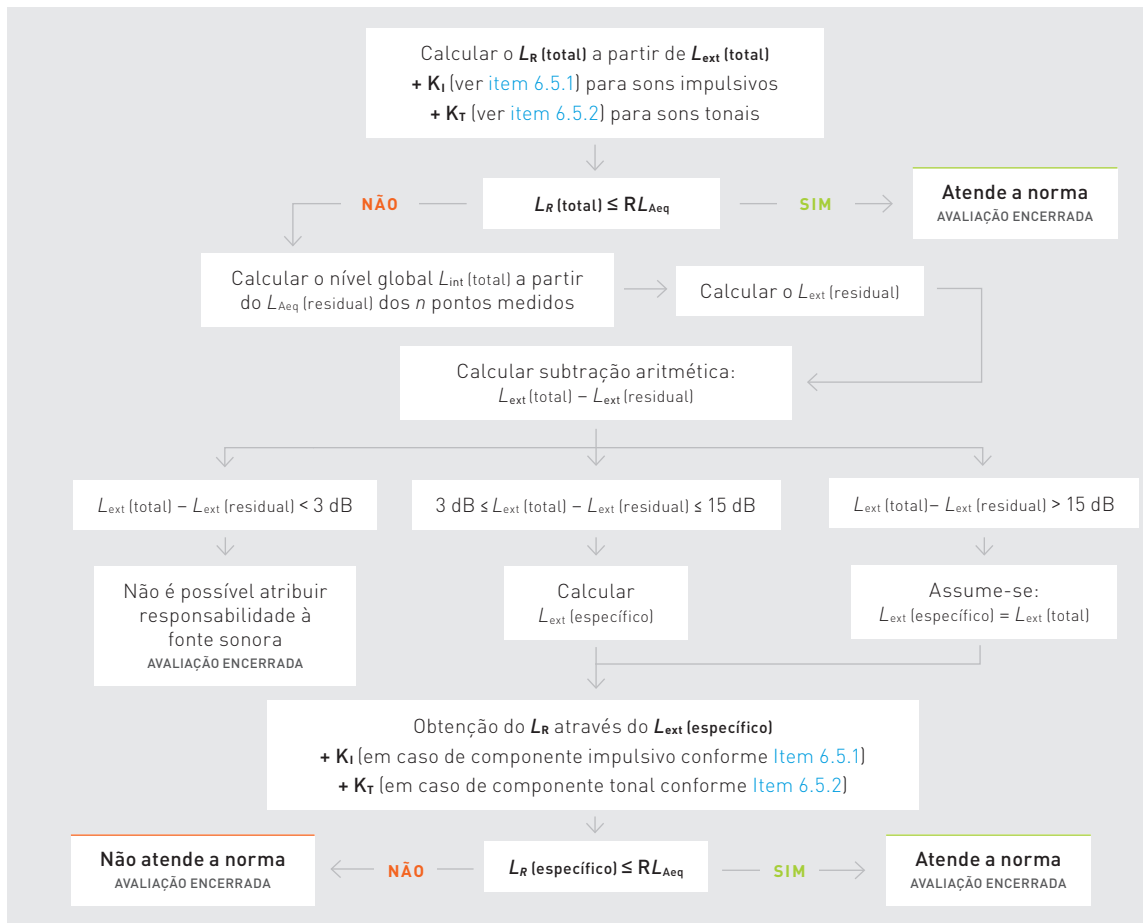 Calcular o LR (total) a partir de Lext (total)
+ KI (ver item 6.5.1) para sons impulsivos
+ KT (ver item 6.5.2) para sons tonais
NÃO
LR (total) ≤ RLAeq
SIM
Atende a norma
AVALIAÇÃO ENCERRADA
Calcular o nível global Lint (total) a partir
do LAeq (residual) dos n pontos medidos
Calcular o Lext (residual)
Calcular subtração aritmética:
Lext (total) – Lext (residual)
Lext (total) – Lext (residual) < 3 dB
3 dB ≤ Lext (total) – Lext (residual) ≤ 15 dB
Lext (total)– Lext (residual) > 15 dB
Não é possível atribuir
responsabilidade à
fonte sonora
AVALIAÇÃO ENCERRADA
Calcular
Lext (específico)
Assume-se:
Lext (específico) = Lext (total)
Obtenção do LR através do Lext (específico)
+ KI (em caso de componente impulsivo conforme Item 6.5.1)
+ KT (em caso de componente tonal conforme Item 6.5.2)
Não atende a norma
AVALIAÇÃO ENCERRADA
NÃO
LR (específico) ≤ RLAeq
SIM
Atende a norma
AVALIAÇÃO ENCERRADA